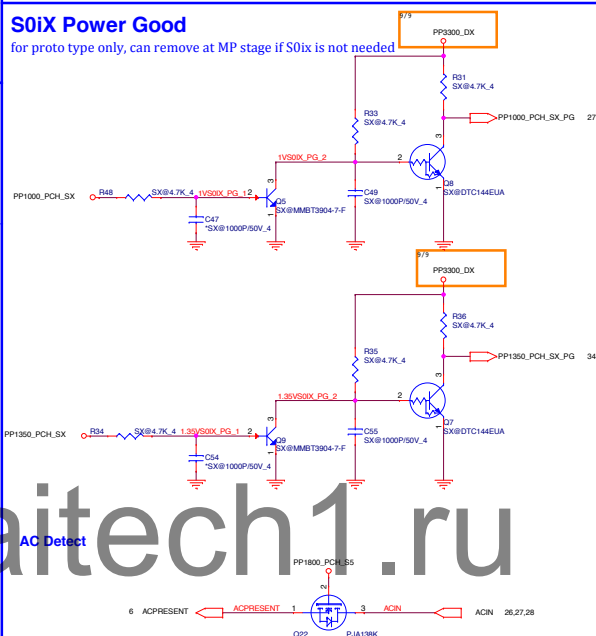 S0iX Power Good
for proto type only, can remove at MP stage if S0ix is not needed
9/9
PP3300_DX
R31
SX@4.7K_4
R33
SX@4.7K_4
PP1000_PCH_SX_PG 27
3
1VS0IX_PG_2
2
Q8
SX@DTC144EUA
1
PP1000_PCH_SX
R48
SX@4.7K_4
1VS0IX_PG_1
2
3
Q5
SX@MMBT3904-7-F
1
C49
SX@1000P/50V_4
C47
*SX@1000P/50V_4
9/9
PP3300_DX
R36
SX@4.7K_4
R35
SX@4.7K_4
PP1350_PCH_SX_PG 34
3
1.35VS0IX_PG_2
2
Q7
SX@DTC144EUA
1
PP1350_PCH_SX
R34
SX@4.7K_4
1.35VS0IX_PG_1
2
3
Q9
SX@MMBT3904-7-F
1
C55
SX@1000P/50V_4
C54
*SX@1000P/50V_4
aitech1.ru
AC Detect
PP1800_PCH_S5
2
6 ACPRESENT
ACPRESENT
1
3
ACIN
ACIN 26,27,28
Q22
PJA138K